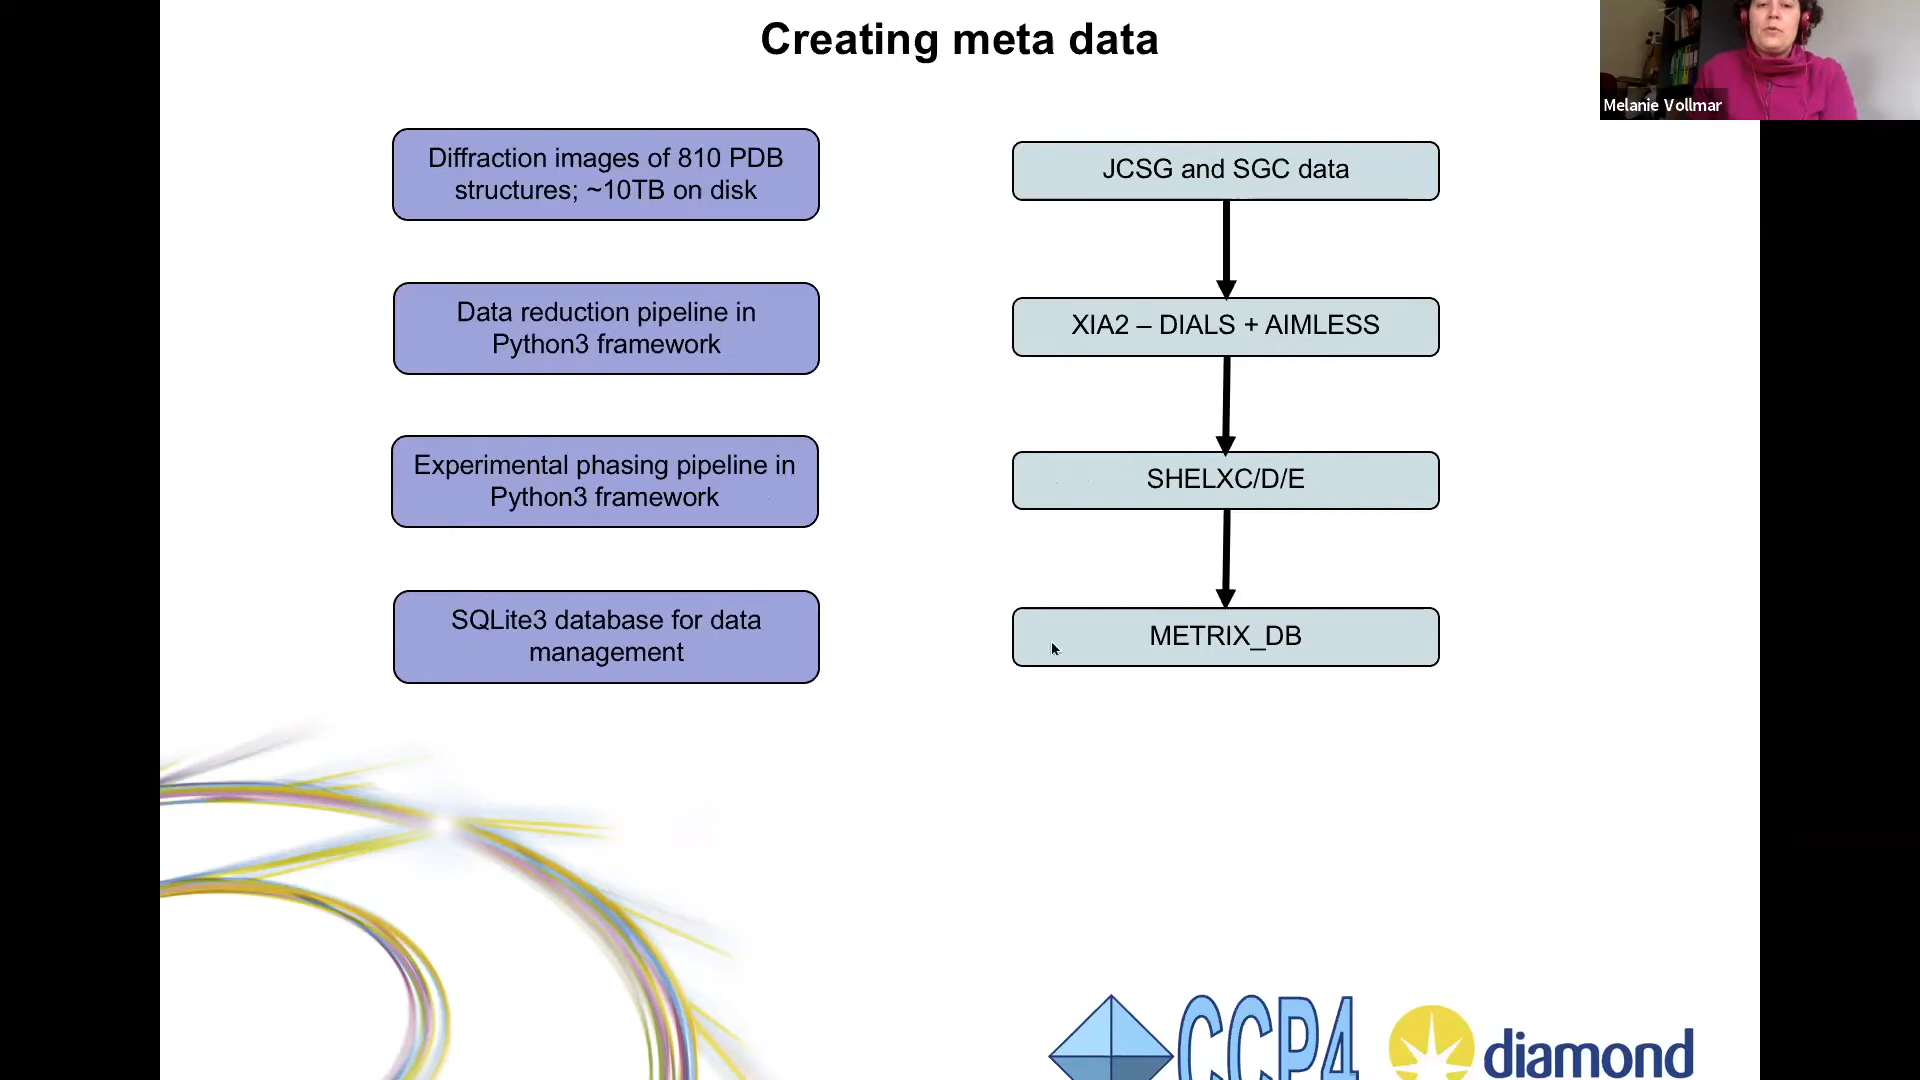 Creating meta data
Melanie Vollmar
Diffraction images of 810 PDB
structures; ~10TB on disk
JCSG and SGC data
Data reduction pipeline in
Python3 framework
XIA2 – DIALS + AIMLESS
Experimental phasing pipeline in
Python3 framework
SHELXC/D/E
SQLite3 database for data
management
METRIX_DB
CCP4
diamond